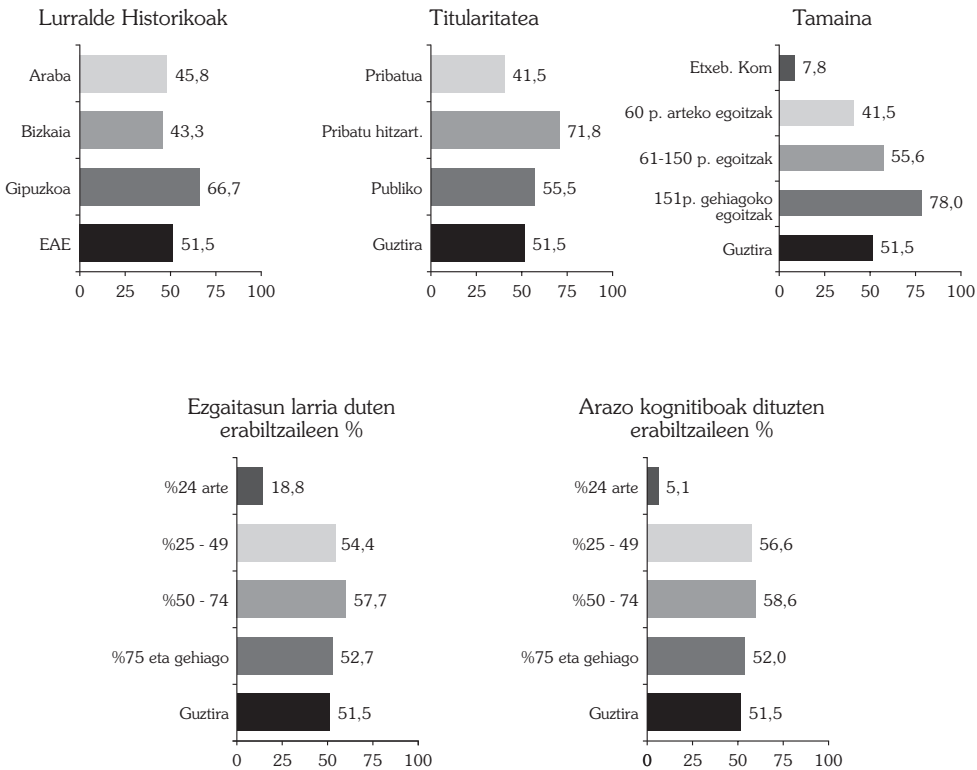 Lurralde Historikoak
Araba
45,8
Bizkaia
43,3
Gipuzkoa
66,7
EAE
51,5
0 25 50 75 100
Titularitatea
Pribatua
41,5
Pribatu hitzart.
71,8
Publiko
55,5
Guztira
51,5
0 25 50 75 100
Tamaina
Etxeb. Kom
7,8
60 p. arteko egoitzak
41,5
61-150 p. egoitzak
55,6
151p. gehiagoko
egoitzak
78,0
Guztira
51,5
0 25 50 75 100
Ezgaitasun larria duten
erabiltzaileen %
%24 arte
18,8
%25 - 49
54,4
%50 - 74
57,7
%75 eta gehiago
52,7
Guztira
51,5
0 25 50 75 100
Arazo kognitiboak dituzten
erabiltzaileen %
%24 arte
5,1
%25 - 49
56,6
%50 - 74
58,6
%75 eta gehiago
52,0
Guztira
51,5
0 25 50 75 100